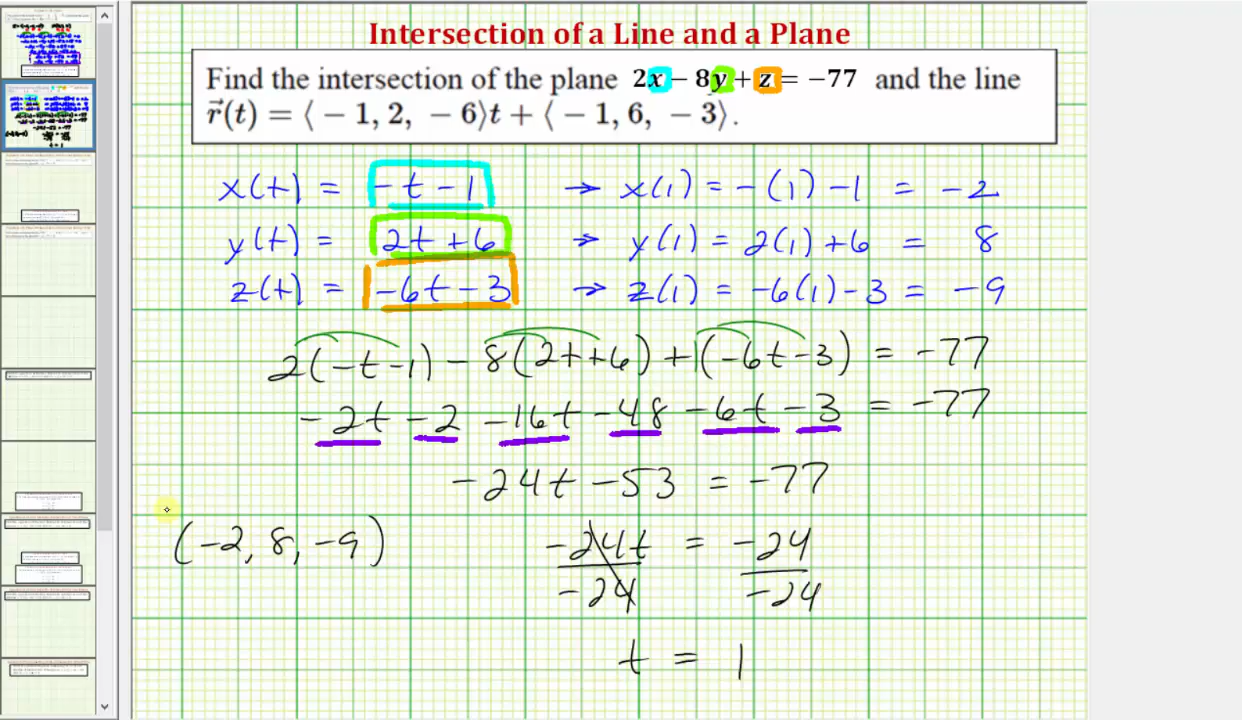 Intersection of a Line and a Plane
Find the intersection of the plane 2x − 8y + z = −77 and the line
r⃗(t) = ⟨ − 1, 2, − 6⟩t + ⟨ − 1, 6, − 3⟩.
x(t) = -t-1 → x(1) = -(1)-1 = -2
y(t) = 2t+6 → y(1) = 2(1)+6 = 8
z(t) = -6t-3 → z(1) = -6(1)-3 = -9
2(-t-1) - 8(2t+6) + 1(-6t-3) = -77
-2t -2 -16t -48 -6t -3 = -77
-24t -53 = -77
(-2, 8, -9)
-24t = -24
-24 -24
t = 1